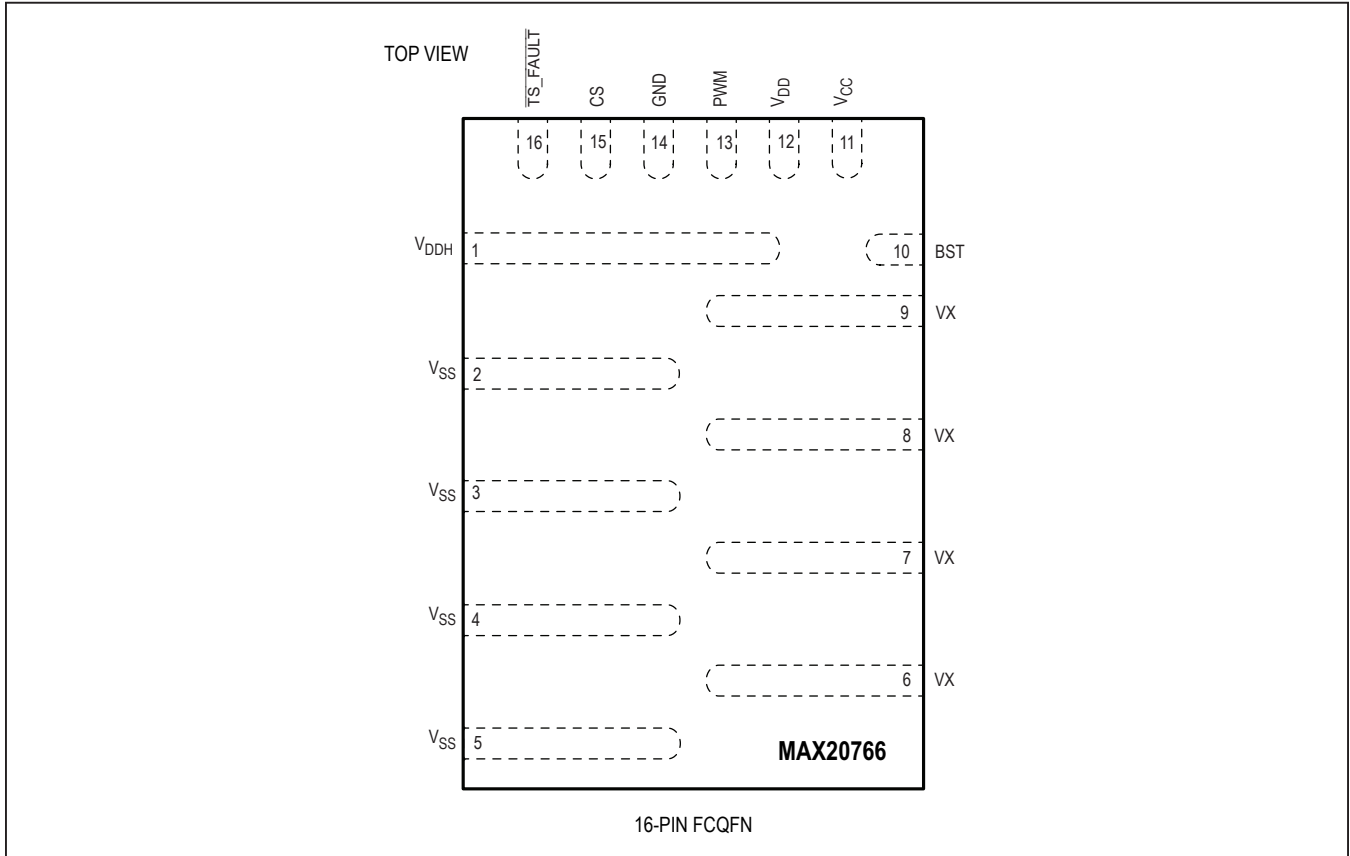 TOP VIEW
TS_FAULT
CS
GND
PWM
VDD
VCC
16
15
14
13
12
11
VDDH 1
10 BST
9 VX
VSS 2
8 VX
VSS 3
7 VX
VSS 4
6 VX
VSS 5
MAX20766
16-PIN FCQFN